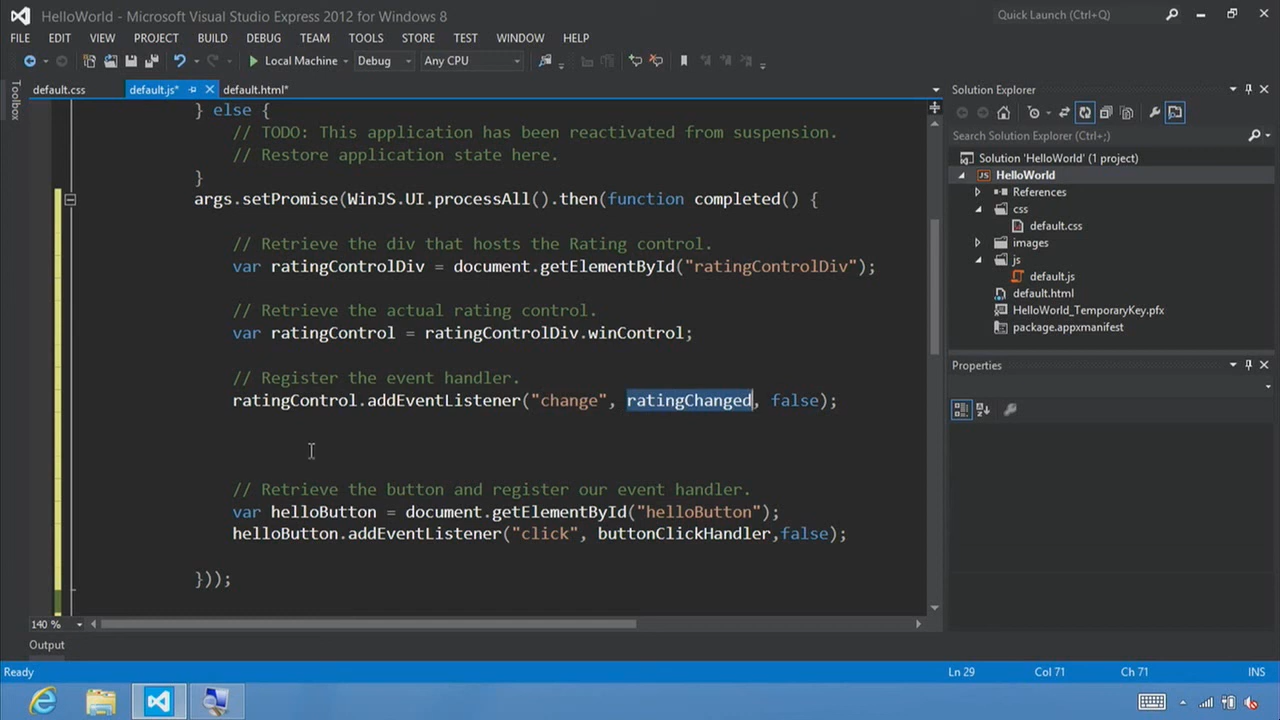 HelloWorld - Microsoft Visual Studio Express 2012 for Windows 8
Quick Launch (Ctrl+Q)
FILE EDIT VIEW PROJECT BUILD DEBUG TEAM TOOLS STORE TEST WINDOW HELP
Local Machine Debug Any CPU
Toolbox
default.css default.js* default.html*
} else {
// TODO: This application has been reactivated from suspension.
// Restore application state here.
}
args.setPromise(WinJS.UI.processAll().then(function completed() {
// Retrieve the div that hosts the Rating control.
var ratingControlDiv = document.getElementById("ratingControlDiv");
// Retrieve the actual rating control.
var ratingControl = ratingControlDiv.winControl;
// Register the event handler.
ratingControl.addEventListener("change", ratingChanged, false);
// Retrieve the button and register our event handler.
var helloButton = document.getElementById("helloButton");
helloButton.addEventListener("click", buttonClickHandler,false);
}));
140 %
Output
Solution Explorer
Search Solution Explorer (Ctrl+;)
Solution 'HelloWorld' (1 project)
JS HelloWorld
References
css
default.css
images
js
default.js
default.html
HelloWorld_TemporaryKey.pfx
package.appxmanifest
Properties
Ready Ln 29 Col 71 Ch 71 INS